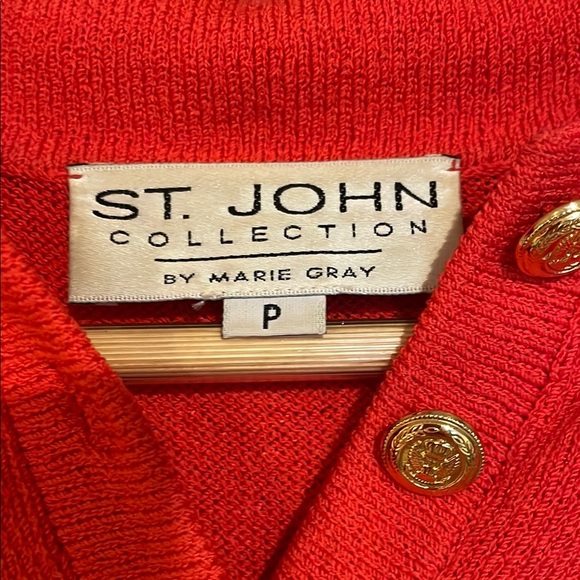 ST. JOHN
COLLECTION
BY MARIE GRAY
P